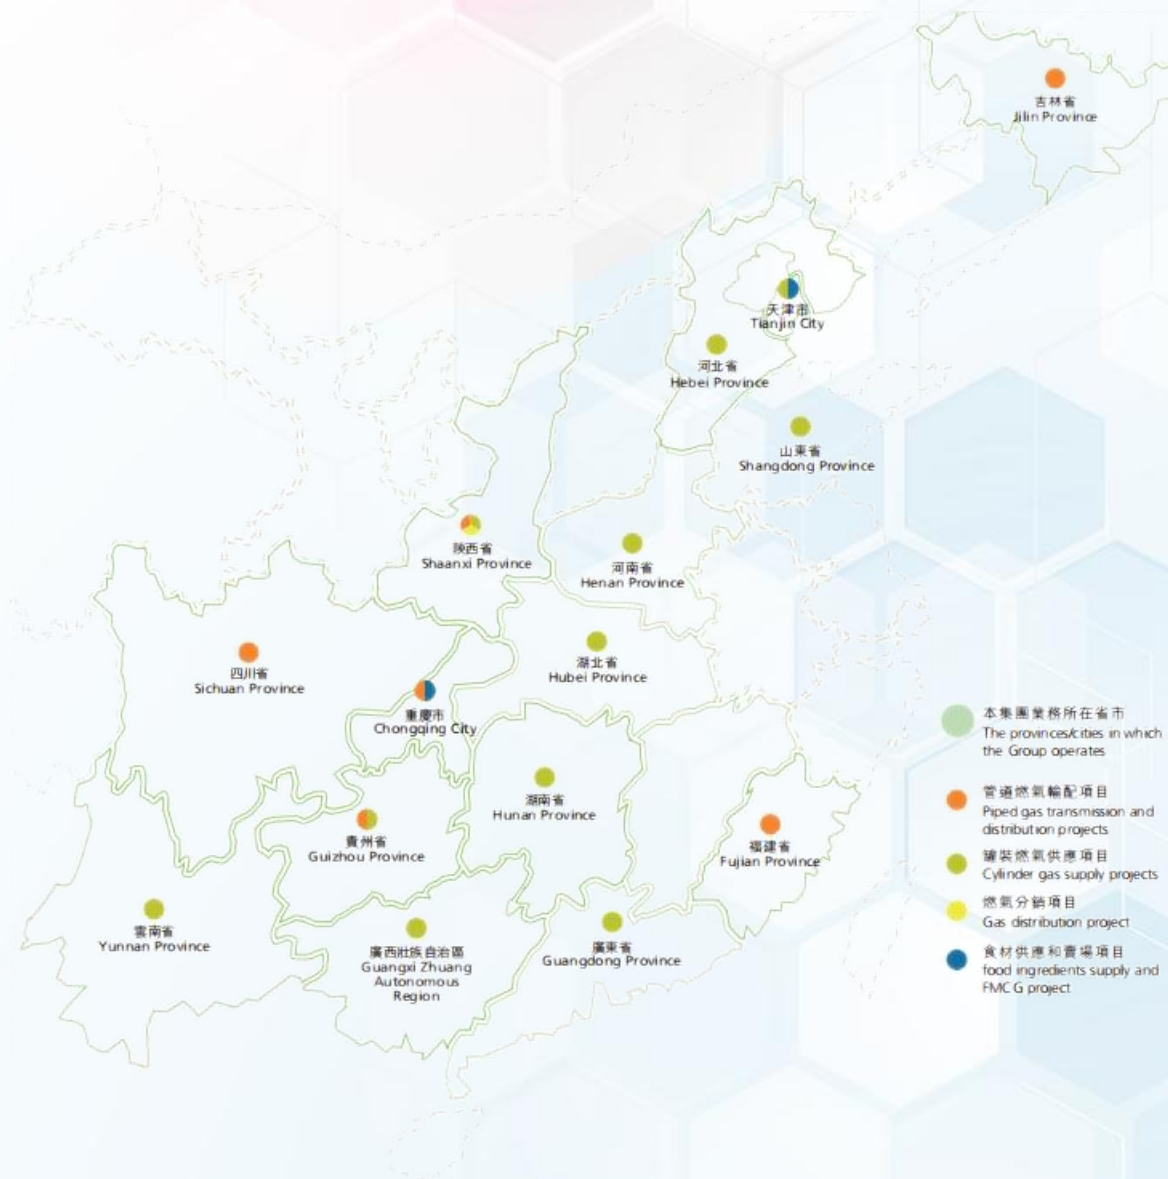 吉林省
Jilin Province
天津市
Tianjin City
河北省
Hebei Province
山東省
Shangdong Province
陝西省
Shaanxi Province
河南省
Henan Province
四川省
Sichuan Province
湖北省
Hubei Province
重慶市
Chongqing City
湖南省
Hunan Province
貴州省
Guizhou Province
福建省
Fujian Province
雲南省
Yunnan Province
廣西壯族自治區
Guangxi Zhuang
Autonomous
Region
廣東省
Guangdong Province
本集團業務所在省市
The provinces/cities in which
the Group operates
管道燃氣輸配項目
Piped gas transmission and
distribution projects
罐裝燃氣供應項目
Cylinder gas supply projects
燃氣分銷項目
Gas distribution project
食材供應和賣場項目
food ingredients supply and
FMCG project